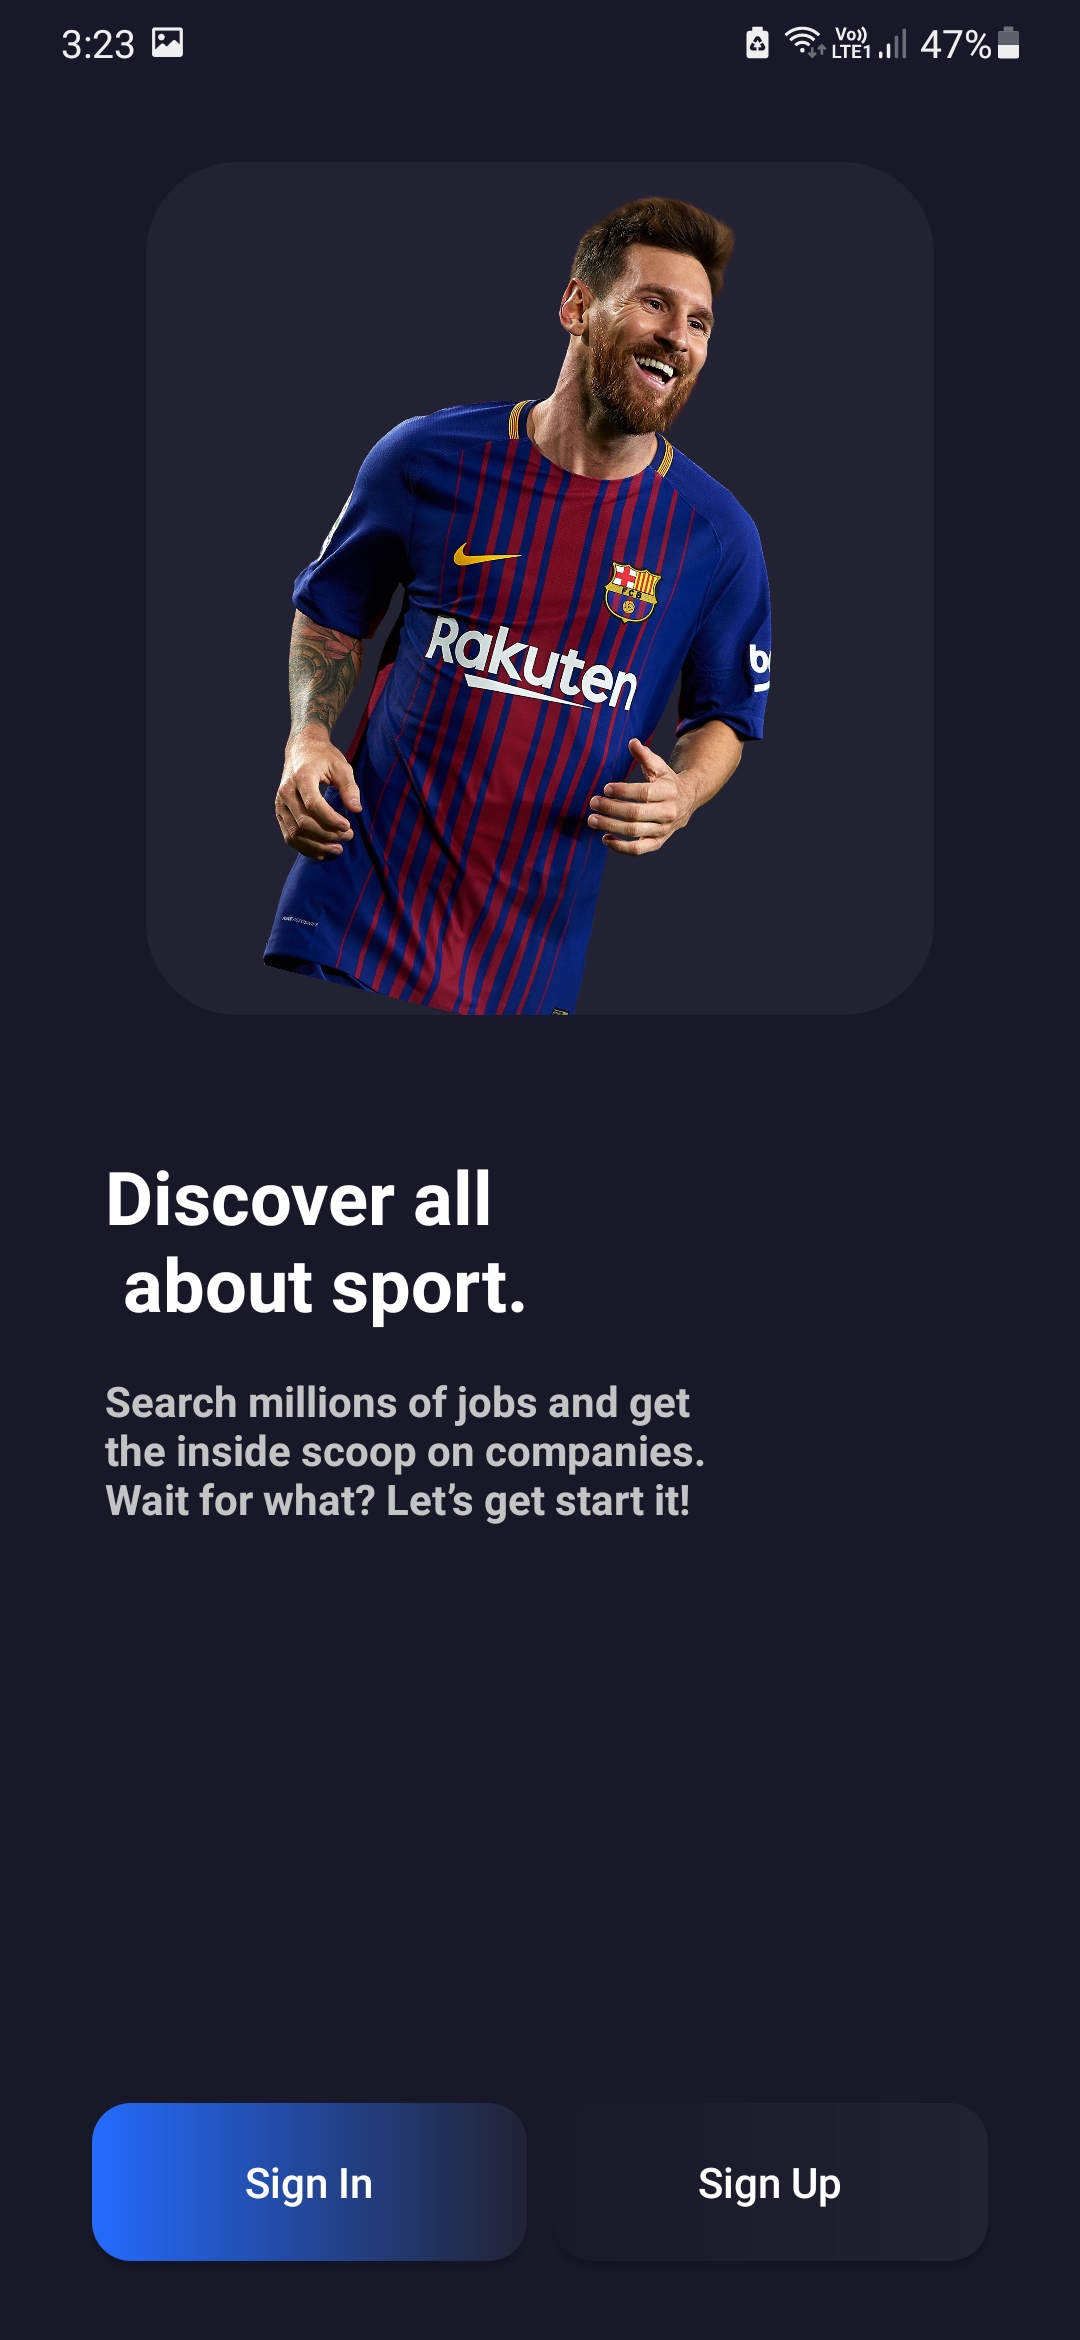 3:23
Vo))
LTE1
47%
FCB
Rakuten
Discover all
about sport.
Search millions of jobs and get
the inside scoop on companies.
Wait for what? Let’s get start it!
Sign In
Sign Up